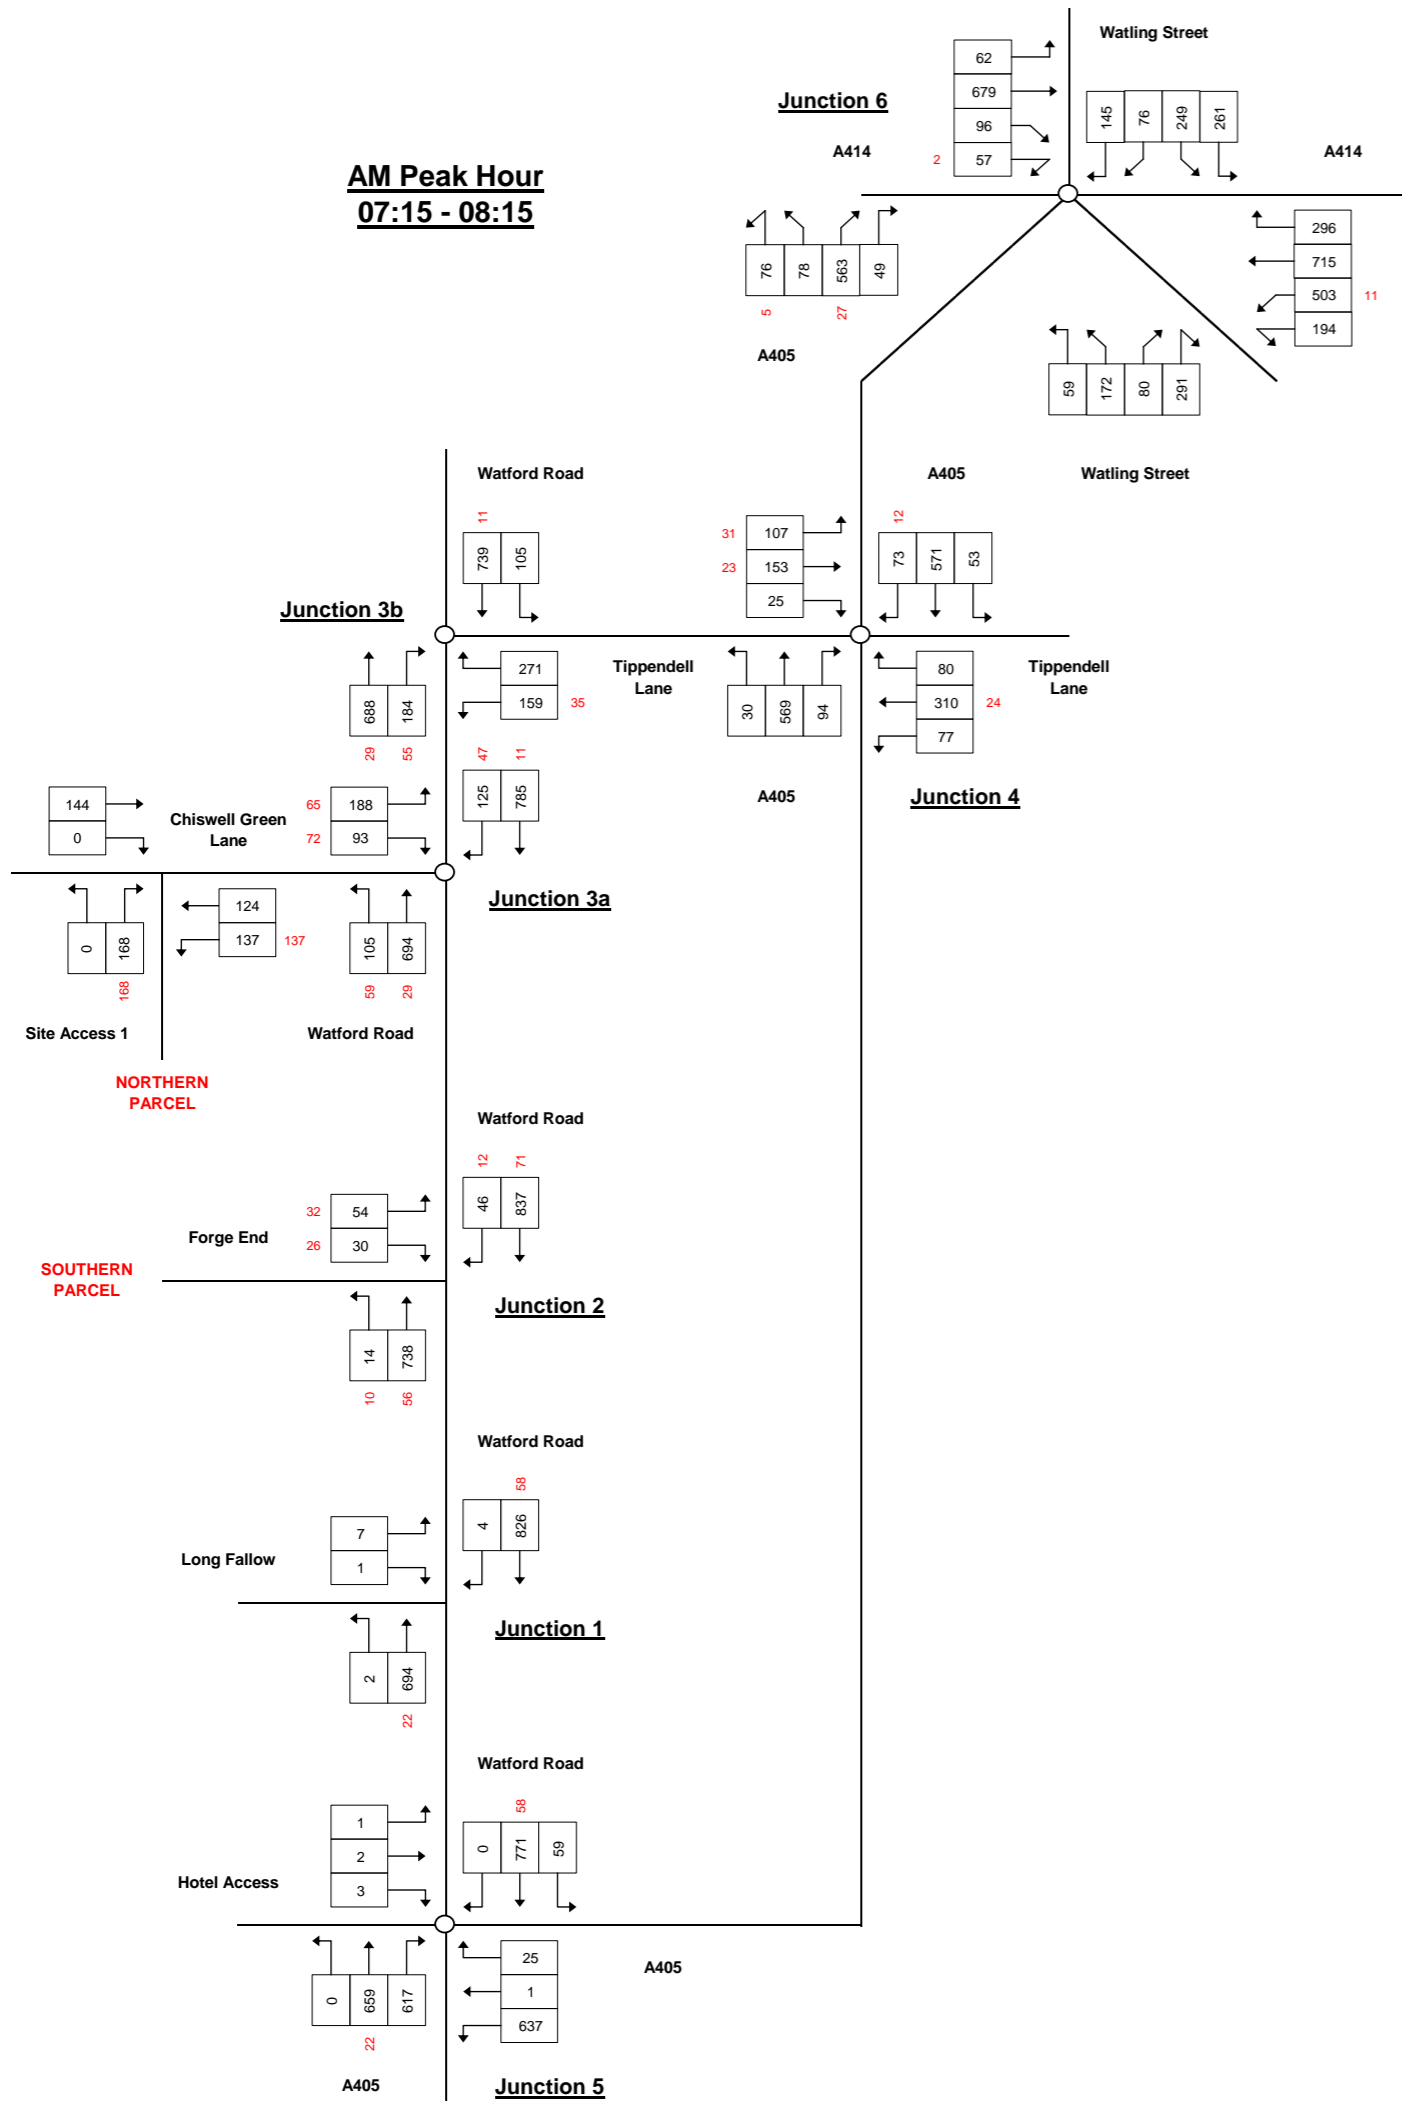 Watling Street
62
679
96
2 57
Junction 6
145 76 249 261
A414
A414
AM Peak Hour
07:15 - 08:15
76 78 563 49
5 27
A405
296
715
503 11
194
59 172 80 291
Watford Road
A405
Watling Street
11
739 105
31 107
23 153
25
12
73 571 53
Junction 3b
688 184
29 55
271
159 35
Tippendell
Lane
30 569 94
80
310 24
77
Tippendell
Lane
47 11
125 785
A405
Junction 4
144
0
Chiswell Green
Lane
65 188
72 93
Junction 3a
0 168
168
124
137 137
105 694
59 29
Site Access 1
Watford Road
NORTHERN
PARCEL
Watford Road
12 71
46 837
32 54
26 30
Forge End
SOUTHERN
PARCEL
Junction 2
14 738
10 56
Watford Road
58
4 826
7
1
Long Fallow
Junction 1
2 694
22
Watford Road
58
0 771 59
1
2
3
Hotel Access
0 659 617
22
25
1
637
A405
A405
Junction 5